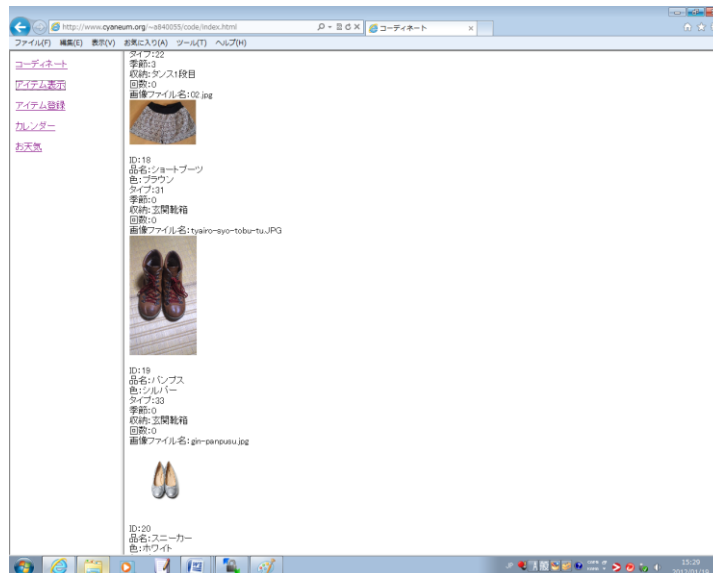 http://www.cyaneum.org/~a840055/code/index.html
コーディネート
ファイル(F) 編集(E) 表示(V) お気に入り(A) ツール(T) ヘルプ(H)
コーディネート
アイテム表示
アイテム登録
カレンダー
お天気
タイプ:22
季節:3
収納:タンス1段目
回数:0
画像ファイル名:02.jpg
ID:18
品名:ショートブーツ
色:ブラウン
タイプ:31
季節:0
収納:玄関靴箱
回数:0
画像ファイル名:tyairo-syo-tobu-tu.JPG
ID:19
品名:パンプス
色:シルバー
タイプ:33
季節:0
収納:玄関靴箱
回数:0
画像ファイル名:gin-panpusu.jpg
ID:20
品名:スニーカー
色:ホワイト
15:29
2012/01/19